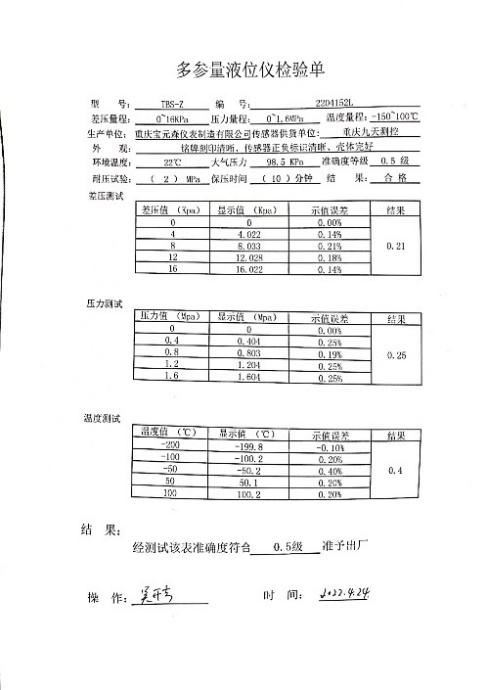 多参量液位仪检验单
型 号: TBS-Z 编 号: 2204152L
差压量程: 0~16KPa 压力量程: 0~1.6MPa 温度量程: -150~100℃
生产单位: 重庆宝元森仪表制造有限公司 传感器供货单位: 重庆九天测控
外 观: 铭牌刻印清晰、传感器正负标识清晰、壳体完好
环境温度: 22℃ 大气压力 98.5 KPa 准确度等级 0.5 级
耐压试验: ( 2 ) MPa 保压时间 ( 10 ) 分钟 结 果: 合 格
差压测试
差压值 (Kpa) 显示值 (Kpa) 示值误差 结果
0 0 0.00%
4 4.022 0.14%
8 8.033 0.21% 0.21
12 12.028 0.18%
16 16.022 0.14%
压力测试
压力值 (Mpa) 显示值 (Mpa) 示值误差 结果
0 0 0.00%
0.4 0.404 0.25%
0.8 0.803 0.19% 0.25
1.2 1.204 0.25%
1.6 1.604 0.25%
温度测试
温度值 (℃) 显示值 (℃) 示值误差 结果
-200 -199.8 -0.10%
-100 -100.2 0.20%
-50 -50.2 0.40% 0.4
50 50.1 0.20%
100 100.2 0.20%
结 果:
经测试该表准确度符合 0.5级 准予出厂
操 作: 时 间: 2022.4.24